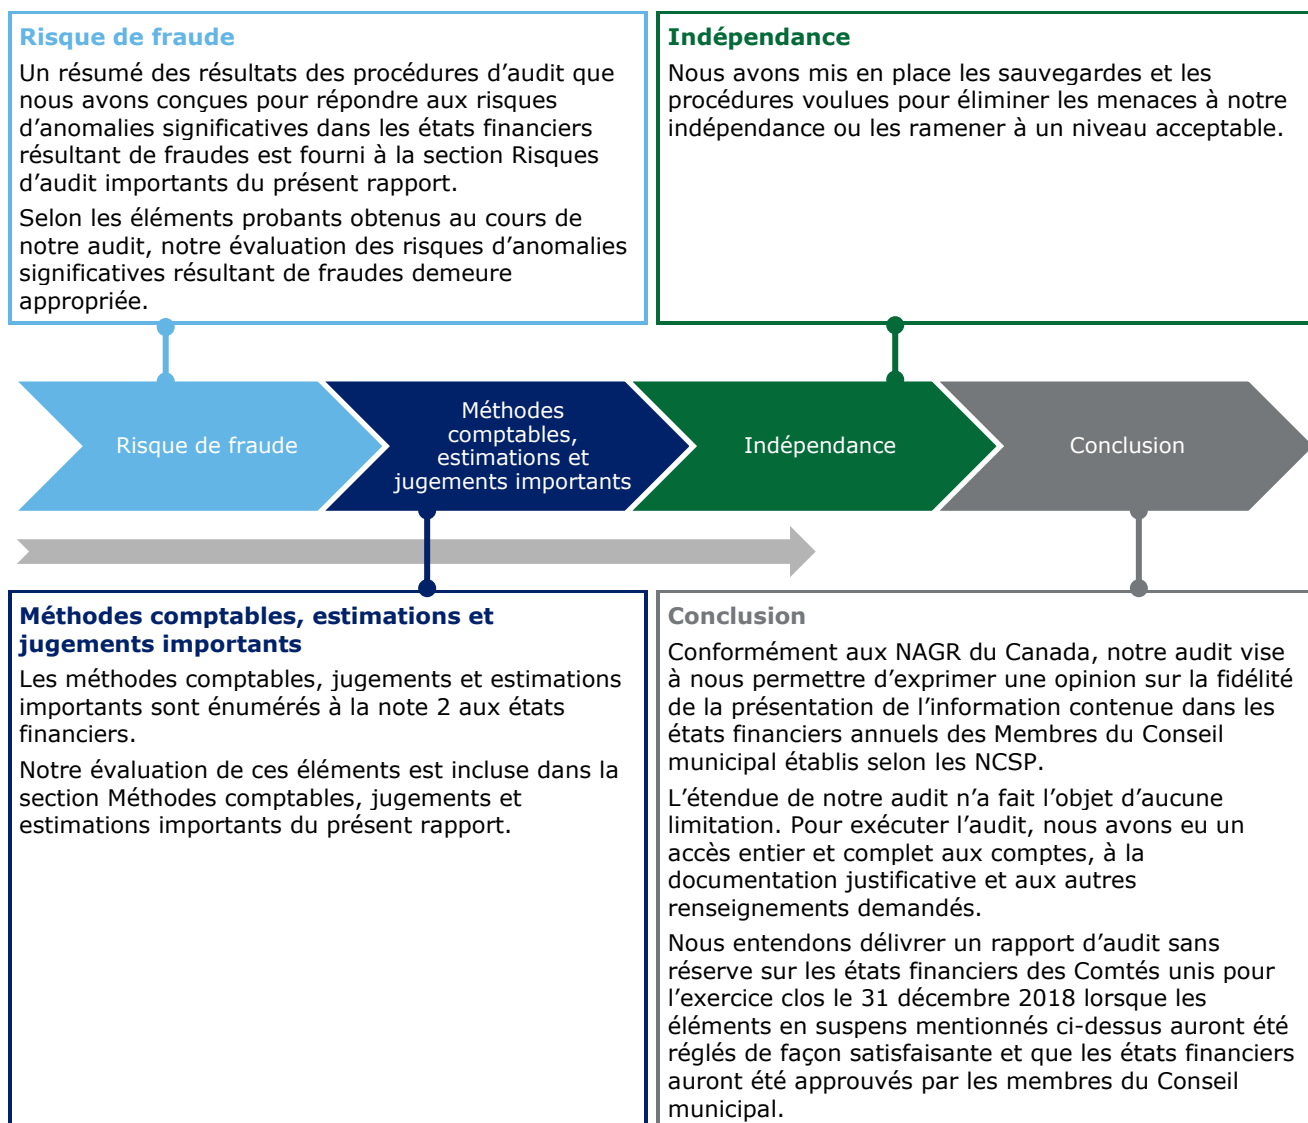 Risque de fraude
Un résumé des résultats des procédures d’audit que
nous avons conçues pour répondre aux risques
d’anomalies significatives dans les états financiers
résultant de fraudes est fourni à la section Risques
d’audit importants du présent rapport.
Selon les éléments probants obtenus au cours de
notre audit, notre évaluation des risques d’anomalies
significatives résultant de fraudes demeure
appropriée.
Indépendance
Nous avons mis en place les sauvegardes et les
procédures voulues pour éliminer les menaces à notre
indépendance ou les ramener à un niveau acceptable.
Risque de fraude
Méthodes
comptables,
estimations et
jugements importants
Indépendance
Conclusion
Méthodes comptables, estimations et
jugements importants
Les méthodes comptables, jugements et estimations
importants sont énumérés à la note 2 aux états
financiers.
Notre évaluation de ces éléments est incluse dans la
section Méthodes comptables, jugements et
estimations importants du présent rapport.
Conclusion
Conformément aux NAGR du Canada, notre audit vise
à nous permettre d’exprimer une opinion sur la fidélité
de la présentation de l’information contenue dans les
états financiers annuels des Membres du Conseil
municipal établis selon les NCSP.
L’étendue de notre audit n’a fait l’objet d’aucune
limitation. Pour exécuter l’audit, nous avons eu un
accès entier et complet aux comptes, à la
documentation justificative et aux autres
renseignements demandés.
Nous entendons délivrer un rapport d’audit sans
réserve sur les états financiers des Comtés unis pour
l’exercice clos le 31 décembre 2018 lorsque les
éléments en suspens mentionnés ci-dessus auront été
réglés de façon satisfaisante et que les états financiers
auront été approuvés par les membres du Conseil
municipal.